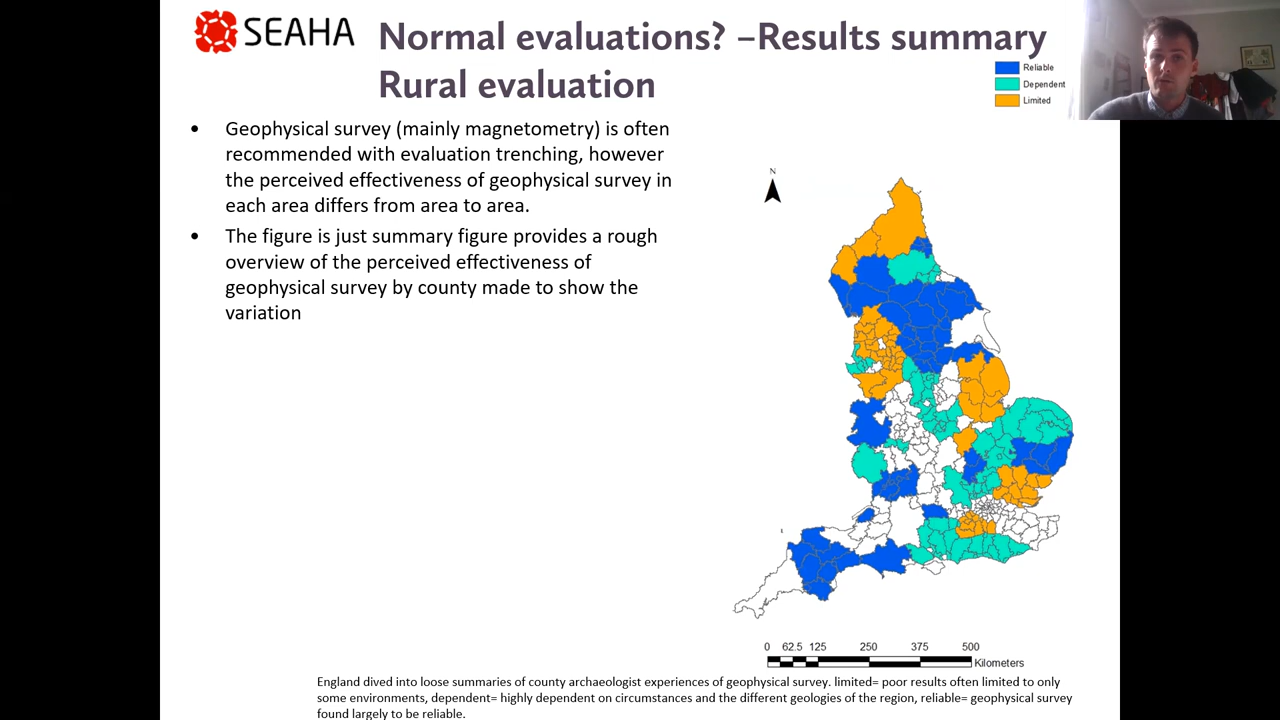 SEAHA
Normal evaluations? –Results summary
Rural evaluation
Reliable
Dependent
Limited
• Geophysical survey (mainly magnetometry) is often
recommended with evaluation trenching, however
the perceived effectiveness of geophysical survey in
each area differs from area to area.
• The figure is just summary figure provides a rough
overview of the perceived effectiveness of
geophysical survey by county made to show the
variation
N
0 62.5 125 250 375 500
Kilometers
England dived into loose summaries of county archaeologist experiences of geophysical survey. limited= poor results often limited to only
some environments, dependent= highly dependent on circumstances and the different geologies of the region, reliable= geophysical survey
found largely to be reliable.